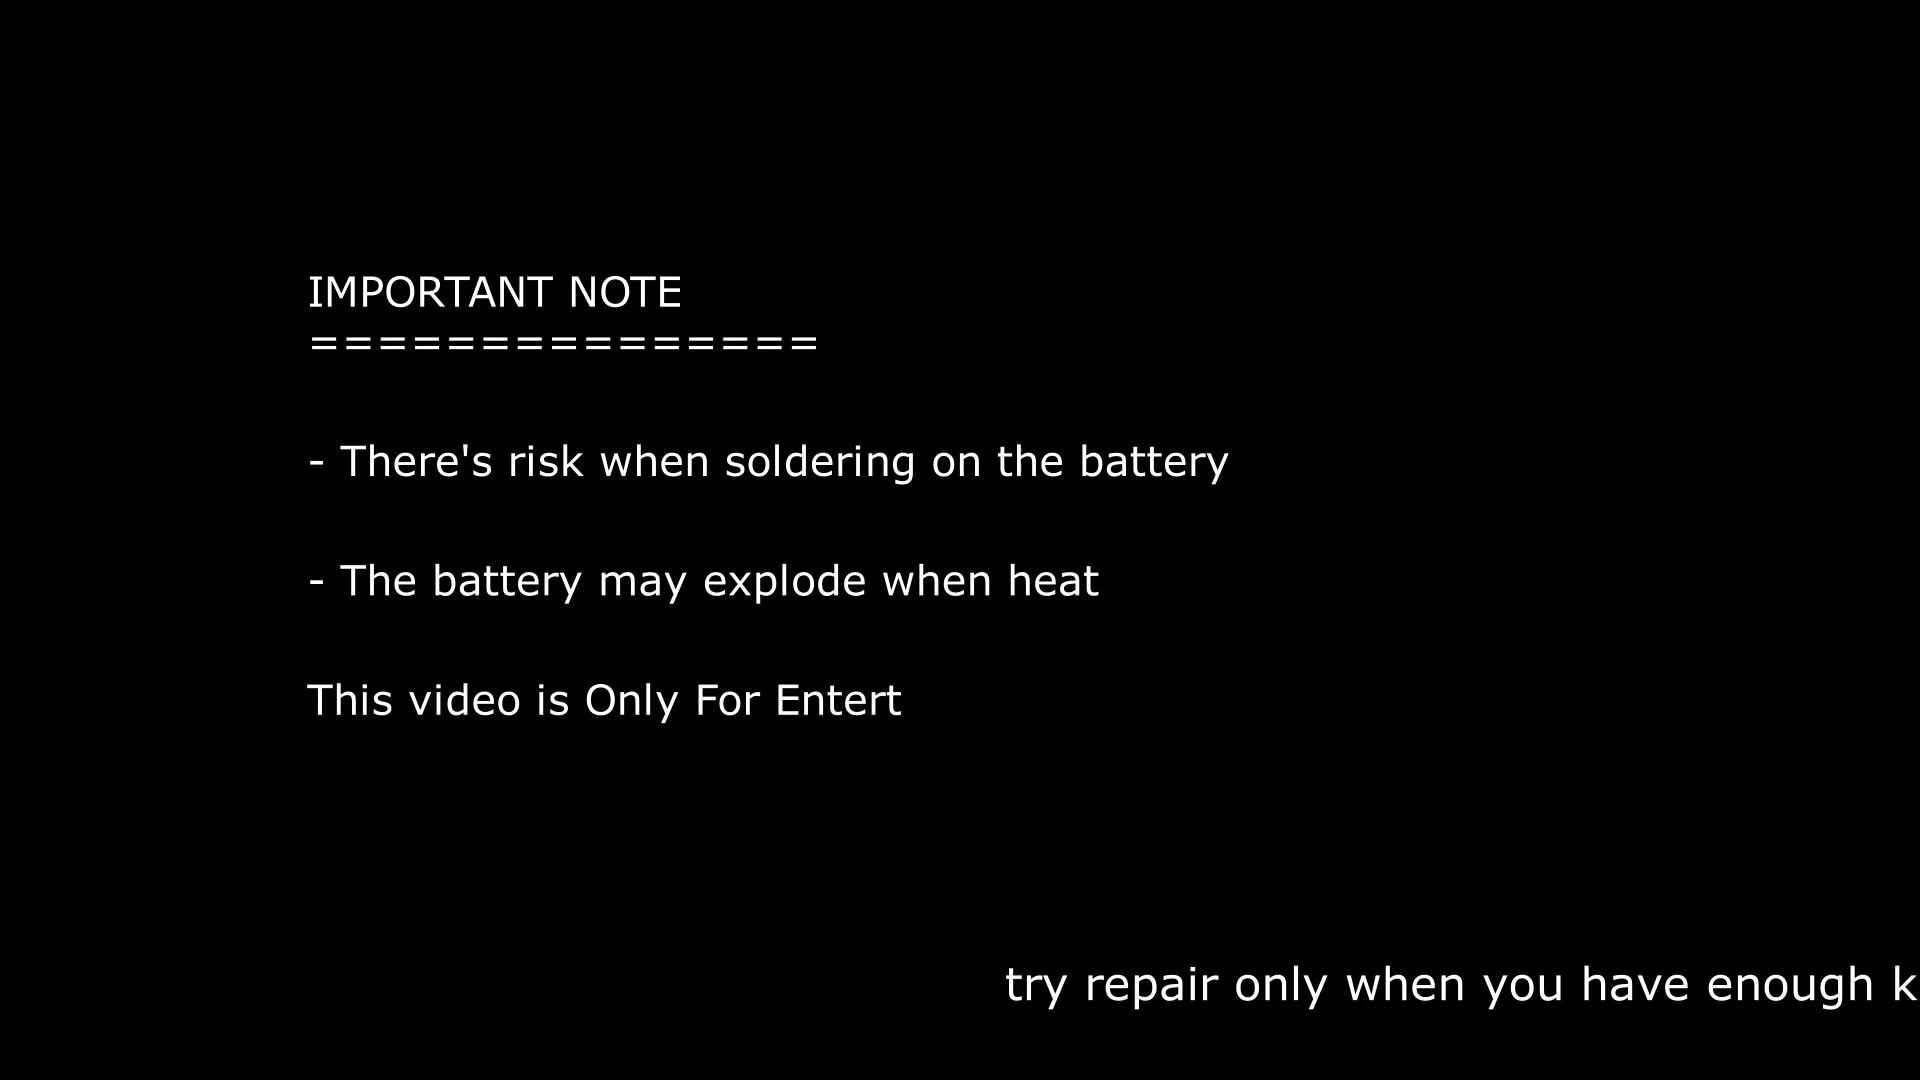 IMPORTANT NOTE
===============
- There's risk when soldering on the battery
- The battery may explode when heat
This video is Only For Entert
try repair only when you have enough k